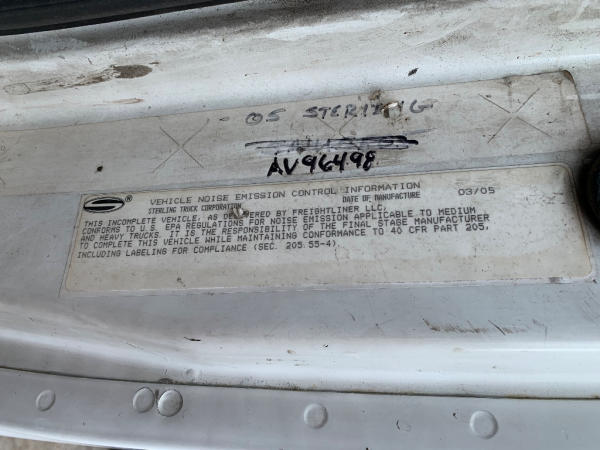 05 STERLING
AV96498
® VEHICLE NOISE EMISSION CONTROL INFORMATION 03/05
STERLING TRUCK CORPORATION DATE OF MANUFACTURE
THIS INCOMPLETE VEHICLE, AS DELIVERED BY FREIGHTLINER LLC,
CONFORMS TO U.S. EPA REGULATIONS FOR NOISE EMISSION APPLICABLE TO MEDIUM
AND HEAVY TRUCKS. IT IS THE RESPONSIBILITY OF THE FINAL STAGE MANUFACTURER
TO COMPLETE THIS VEHICLE WHILE MAINTAINING CONFORMANCE TO 40 CFR PART 205,
INCLUDING LABELING FOR COMPLIANCE (SEC. 205.55-4).